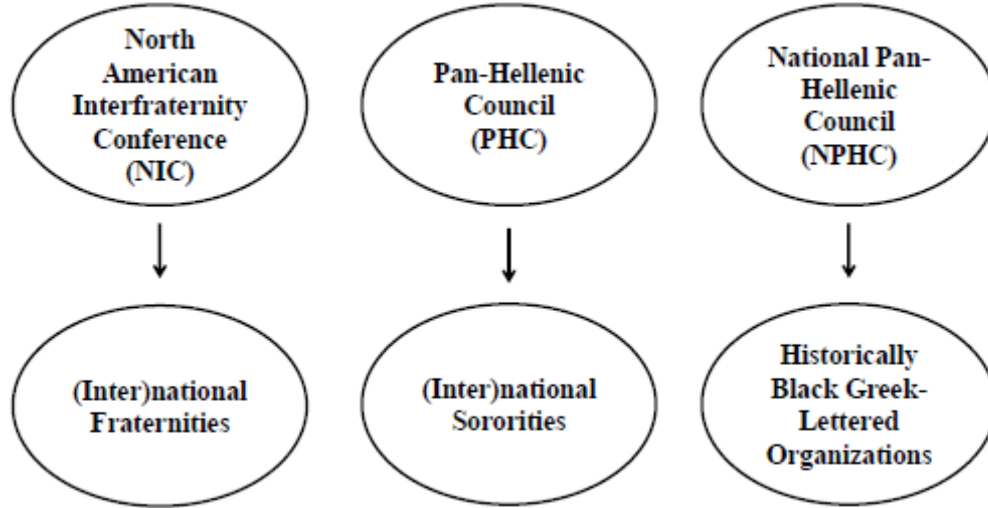 North
American
Interfraternity
Conference
(NIC)
Pan-Hellenic
Council
(PHC)
National Pan-
Hellenic
Council
(NPHC)
(Inter)national
Fraternities
(Inter)national
Sororities
Historically
Black Greek-
Lettered
Organizations